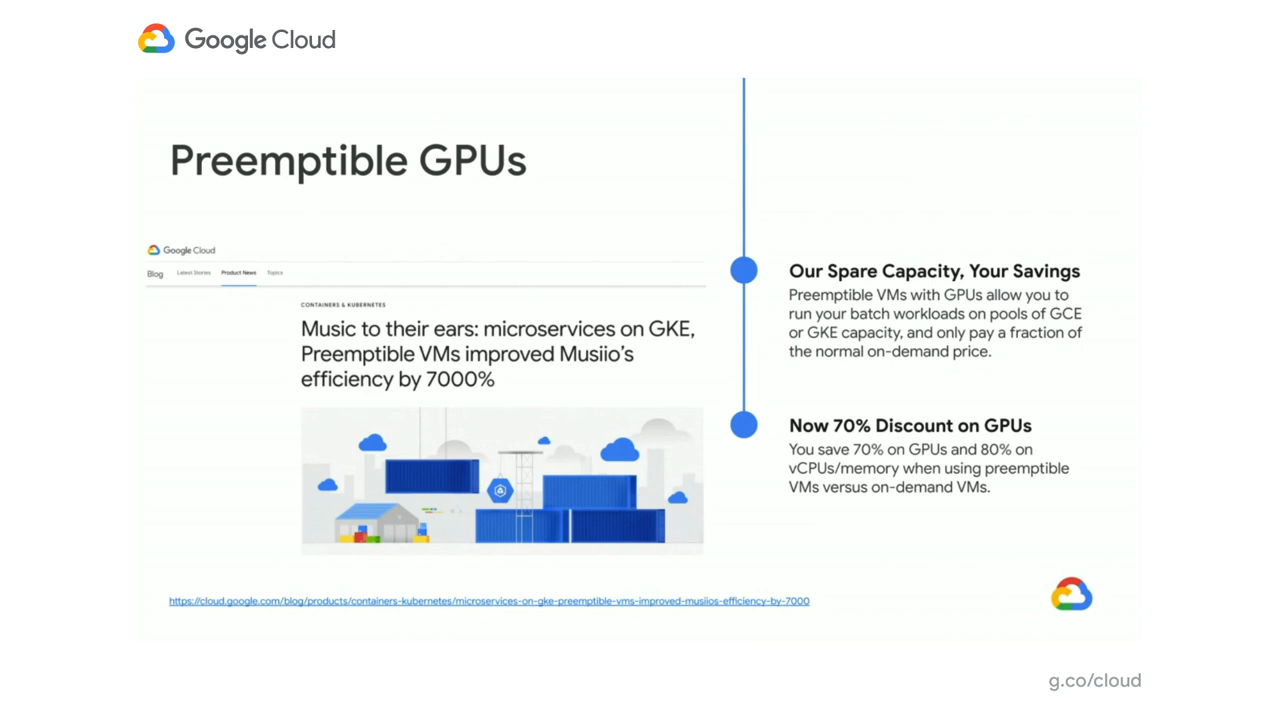 Google Cloud
Preemptible GPUs
Google Cloud
Blog Latest Stories Product News Topics
CONTAINERS & KUBERNETES
Music to their ears: microservices on GKE,
Preemptible VMs improved Musiio's
efficiency by 7000%
Our Spare Capacity, Your Savings
Preemptible VMs with GPUs allow you to
run your batch workloads on pools of GCE
or GKE capacity, and only pay a fraction of
the normal on-demand price.
Now 70% Discount on GPUs
You save 70% on GPUs and 80% on
vCPUs/memory when using preemptible
VMs versus on-demand VMs.
https://cloud.google.com/blog/products/containers-kubernetes/microservices-on-gke-preemptible-vms-improved-musiios-efficiency-by-7000
g.co/cloud